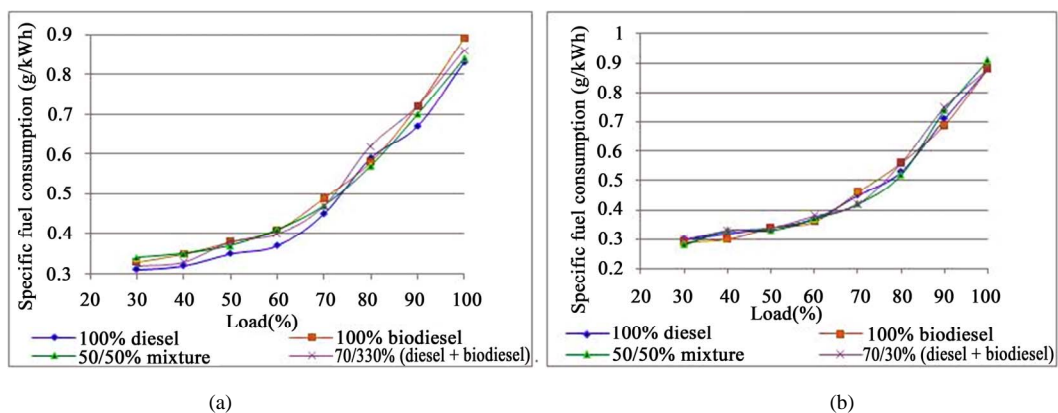 Specific fuel consumption (g/kWh)
0.9
0.8
0.7
0.6
0.5
0.4
0.3
20 30 40 50 60 70 80 90 100
Load(%)
100% diesel 100% biodiesel
50/50% mixture 70/330% (diesel + biodiesel)
(a)
Specific fuel consumption (g/kWh)
1
0.9
0.8
0.7
0.6
0.5
0.4
0.3
0.2
20 30 40 50 60 70 80 90 100
Load(%)
100% diesel 100% biodiesel
50/50% mixture 70/30% (diesel + biodiesel)
(b)